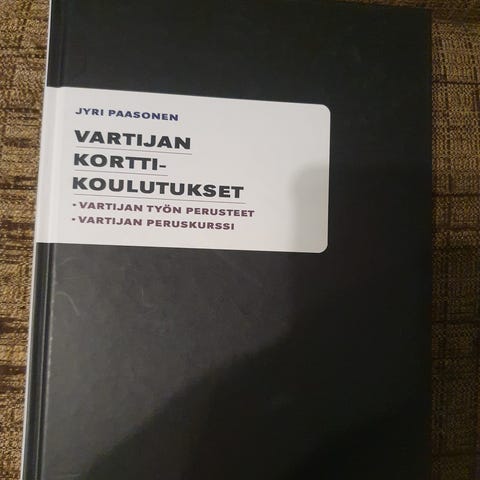 JYRI PAASONEN
VARTIJAN
KORTTI-
KOULUTUKSET
• VARTIJAN TYÖN PERUSTEET
• VARTIJAN PERUSKURSSI